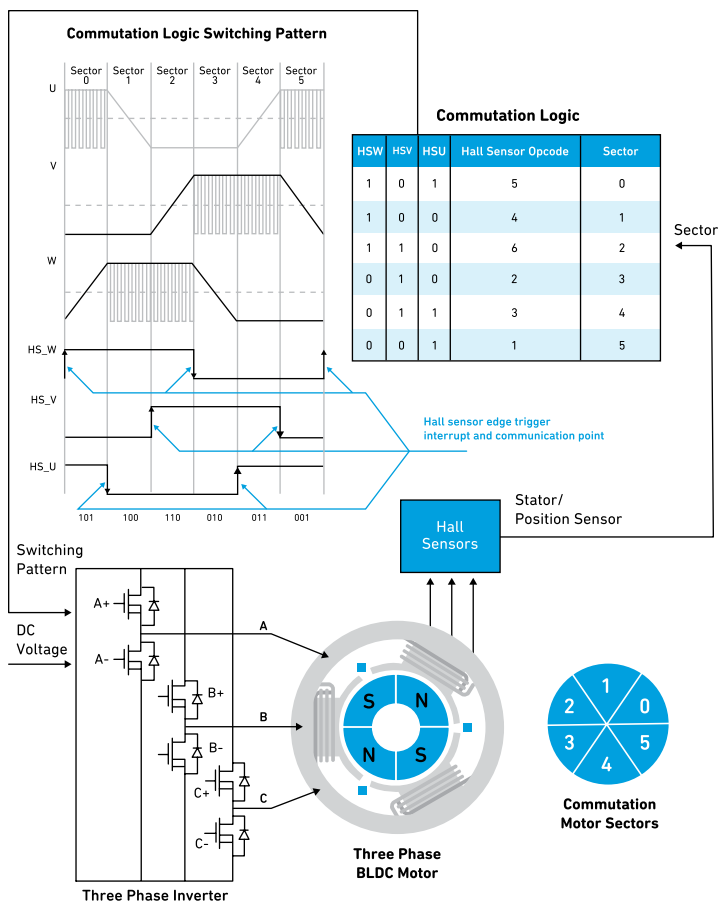 Commutation Logic Switching Pattern
Sector 0
Sector 1
Sector 2
Sector 3
Sector 4
Sector 5
U
V
W
HS_W
HS_V
HS_U
101 100 110 010 011 001
Hall sensor edge trigger
interrupt and communication point
Commutation Logic
HSW HSV HSU Hall Sensor Opcode Sector
1 0 1 5 0
1 0 0 4 1
1 1 0 6 2
0 1 0 2 3
0 1 1 3 4
0 0 1 1 5
Sector
Stator/
Position Sensor
Hall
Sensors
Switching
Pattern
DC
Voltage
A+
A-
B+
B-
C+
C-
A
B
C
Three Phase Inverter
S N
N S
Three Phase
BLDC Motor
1
2 0
3 5
4
Commutation
Motor Sectors